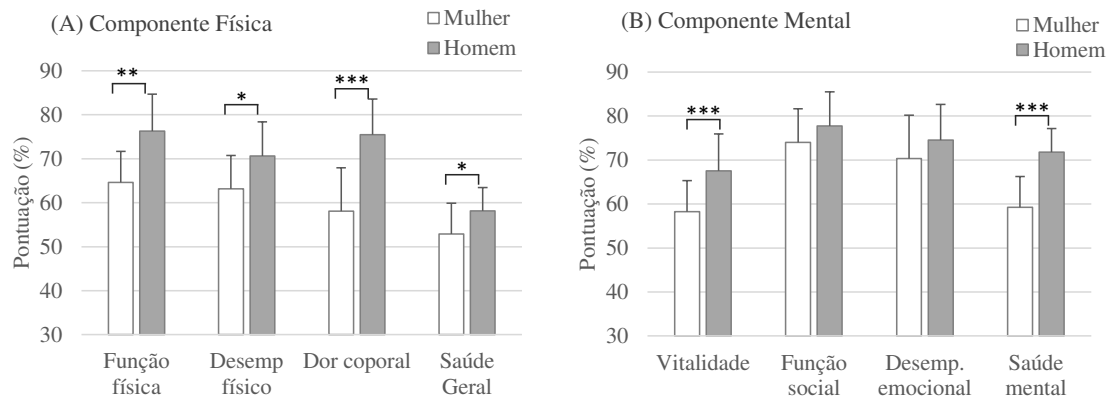 (A) Componente Física
Mulher
Homem
90
80
70
60
50
40
30
Pontuação (%)
**
*
***
*
Função física
Desemp físico
Dor coporal
Saúde Geral
(B) Componente Mental
Mulher
Homem
90
80
70
60
50
40
30
Pontuação (%)
***
***
Vitalidade
Função social
Desemp. emocional
Saúde mental